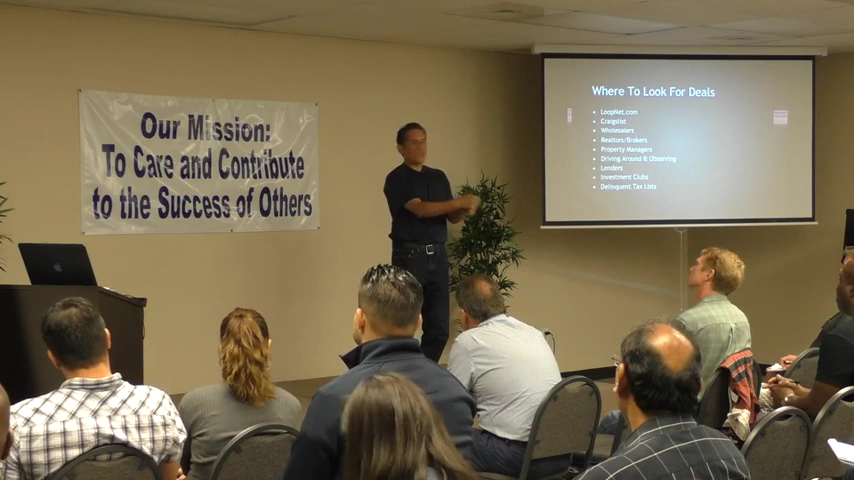 Our Mission:
To Care and Contribute
to the Success of Others
Where To Look For Deals
LoopNet.com
Craigslist
Wholesalers
Realtors/Brokers
Property Managers
Driving Around & Observing
Lenders
Investment Clubs
Delinquent Tax Lists